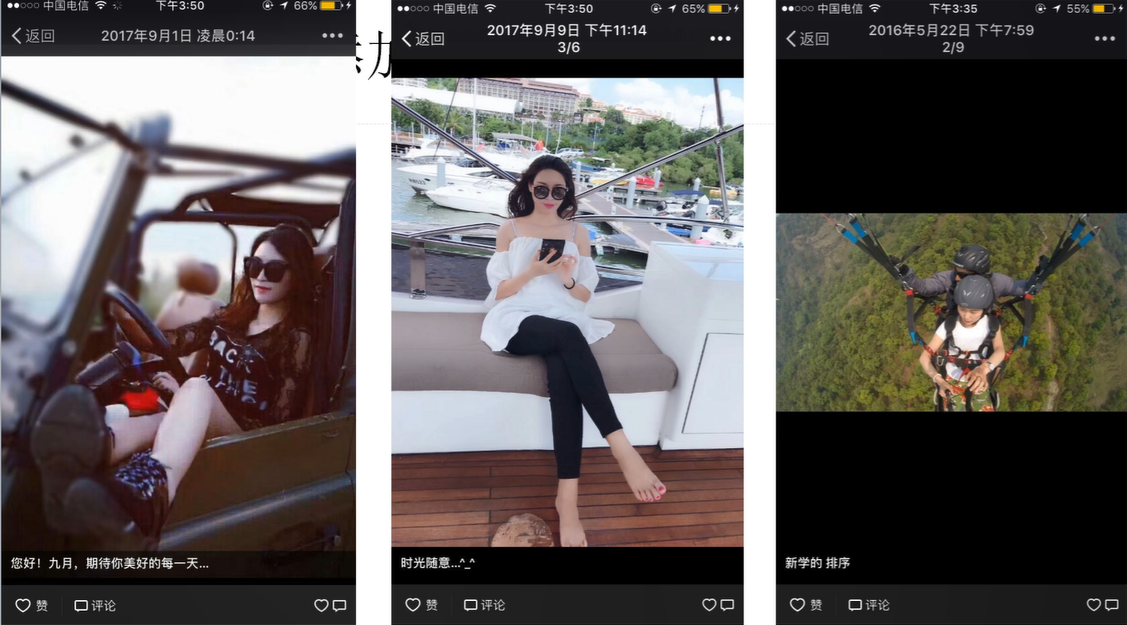 中国电信 下午3:50 66%
返回 2017年9月1日 凌晨0:14
BACK
您好！九月，期待你美好的每一天...
赞 评论
中国电信 下午3:50 65%
返回 2017年9月9日 下午11:14
3/6
时光随意...^_^
赞 评论
中国电信 下午3:35 55%
返回 2016年5月22日 下午7:59
2/9
新学的 排序
赞 评论